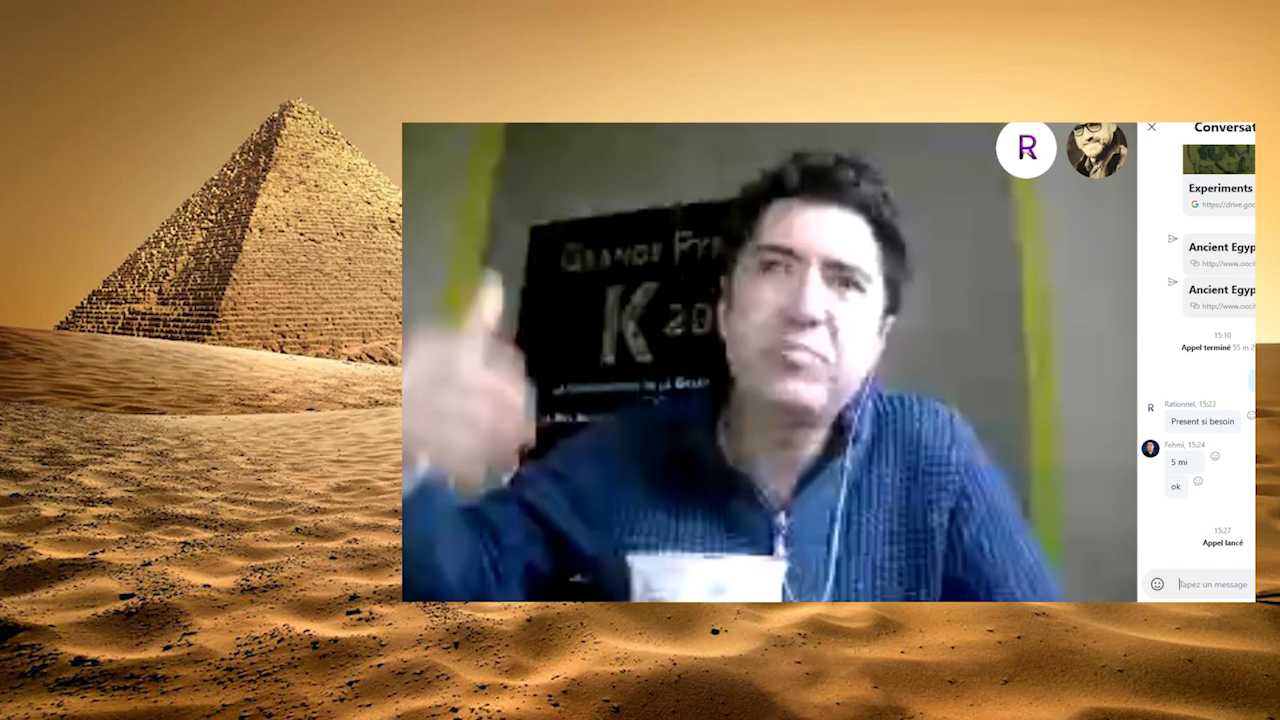 GRANDE PYR
K 20
R
Conversat
Experiments
https://drive.goo
Ancient Egyp
http://www.ooci
Ancient Egyp
http://www.ooci
15:10
Appel terminé 55 m 2
R
Rationnel, 15:23
Present si besoin
Fehmi, 15:24
5 mi
ok
15:27
Appel lancé
Tapez un message